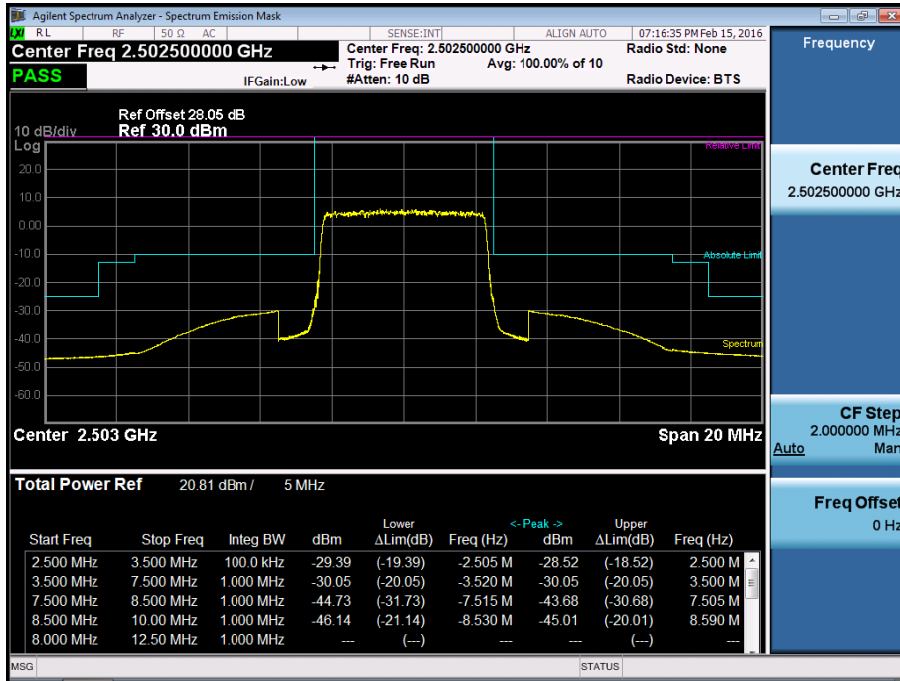 Agilent Spectrum Analyzer - Spectrum Emission Mask
LXI RL RF 50 Ω AC SENSE:INT ALIGN AUTO 07:16:35 PM Feb 15, 2016
Center Freq 2.502500000 GHz
Center Freq: 2.502500000 GHz Radio Std: None
Trig: Free Run Avg: 100.00% of 10
PASS
IFGain:Low
#Atten: 10 dB Radio Device: BTS
Ref Offset 28.05 dB
10 dB/div Ref 30.0 dBm
Log
Relative Limit
20.0
10.0
0.00
-10.0
Absolute Limit
-20.0
-30.0
-40.0
Spectrum
-50.0
-60.0
Center 2.503 GHz Span 20 MHz
Total Power Ref 20.81 dBm / 5 MHz
Lower <- Peak -> Upper
Start Freq Stop Freq Integ BW dBm ΔLim(dB) Freq (Hz) dBm ΔLim(dB) Freq (Hz)
2.500 MHz 3.500 MHz 100.0 kHz -29.39 (-19.39) -2.505 M -28.52 (-18.52) 2.500 M
3.500 MHz 7.500 MHz 1.000 MHz -30.05 (-20.05) -3.520 M -30.05 (-20.05) 3.500 M
7.500 MHz 8.500 MHz 1.000 MHz -44.73 (-31.73) -7.515 M -43.68 (-30.68) 7.505 M
8.500 MHz 10.00 MHz 1.000 MHz -46.14 (-21.14) -8.530 M -45.01 (-20.01) 8.590 M
8.000 MHz 12.50 MHz 1.000 MHz --- (---) --- --- (---) ---
MSG STATUS
Frequency
Center Freq
2.502500000 GHz
CF Step
2.000000 MHz
Auto Man
Freq Offset
0 Hz